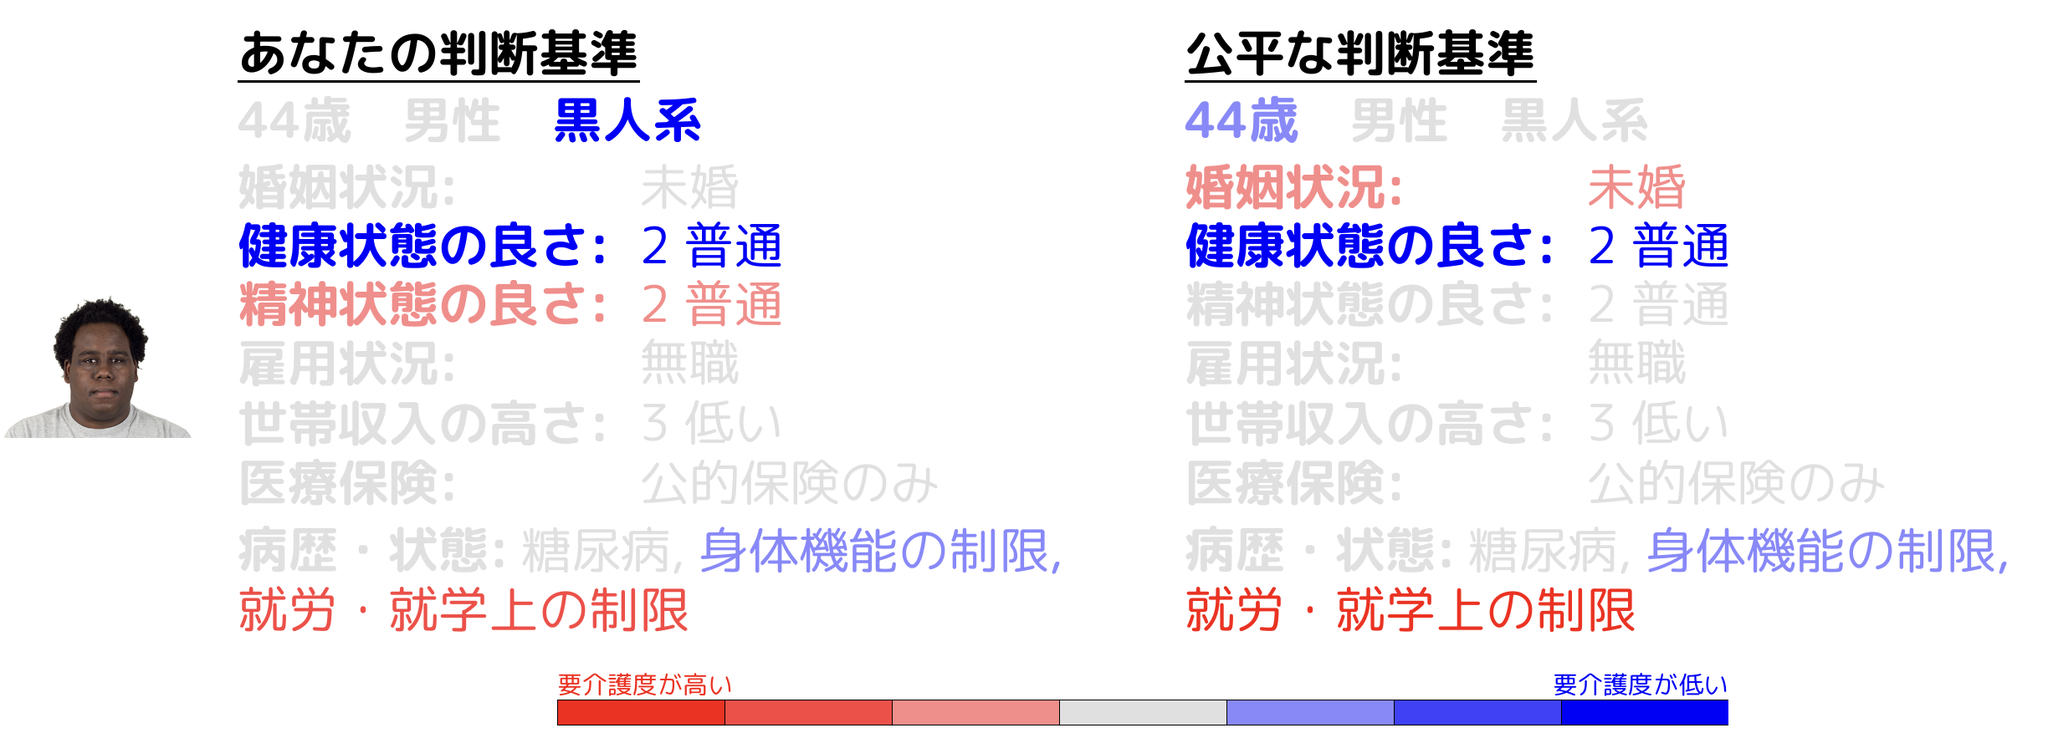 あなたの判断基準
44歳 男性 黒人系
婚姻状況: 未婚
健康状態の良さ: 2 普通
精神状態の良さ: 2 普通
雇用状況: 無職
世帯収入の高さ: 3 低い
医療保険: 公的保険のみ
病歴・状態: 糖尿病, 身体機能の制限,
就労・就学上の制限
公平な判断基準
44歳 男性 黒人系
婚姻状況: 未婚
健康状態の良さ: 2 普通
精神状態の良さ: 2 普通
雇用状況: 無職
世帯収入の高さ: 3 低い
医療保険: 公的保険のみ
病歴・状態: 糖尿病, 身体機能の制限,
就労・就学上の制限
要介護度が高い
要介護度が低い